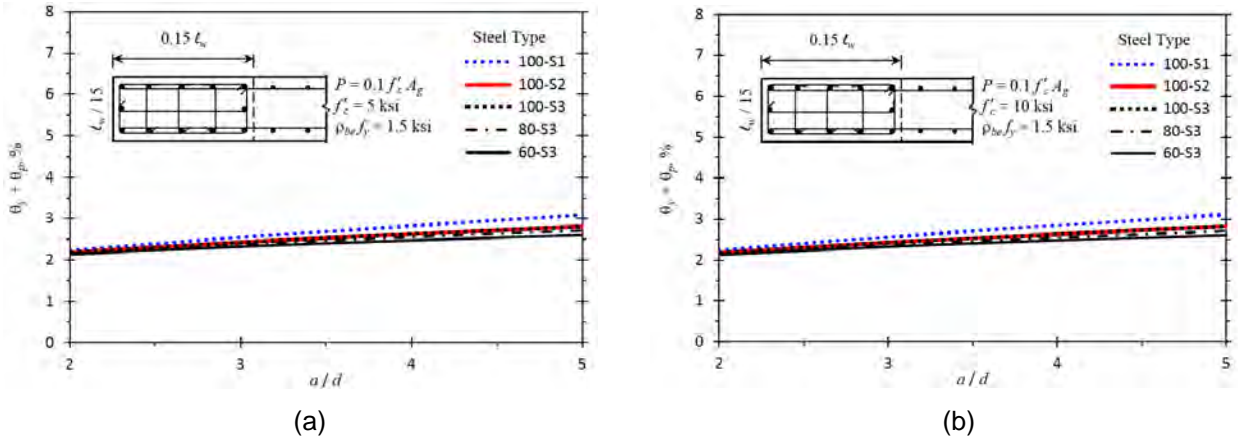 8
7
6
5
4
3
2
1
0
θy + θp, %
2
3
4
5
a / d
0.15 ℓw
ℓw / 15
P = 0.1 f′c Ag
f′c = 5 ksi
ρbe fy = 1.5 ksi
Steel Type
100-S1
100-S2
100-S3
80-S3
60-S3
(a)
8
7
6
5
4
3
2
1
0
θy + θp, %
2
3
4
5
a / d
0.15 ℓw
ℓw / 15
P = 0.1 f′c Ag
f′c = 10 ksi
ρbe fy = 1.5 ksi
Steel Type
100-S1
100-S2
100-S3
80-S3
60-S3
(b)